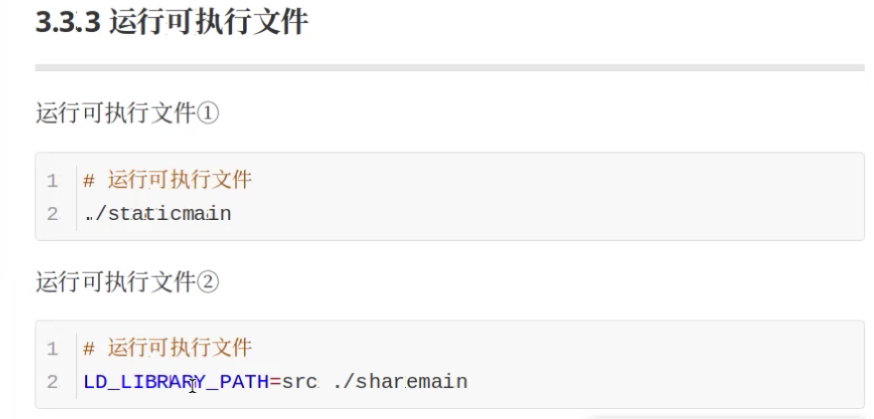 3.3.3 运行可执行文件
运行可执行文件①
1 # 运行可执行文件
2 ./staticmain
运行可执行文件②
1 # 运行可执行文件
2 LD_LIBRARY_PATH=src ./sharemain